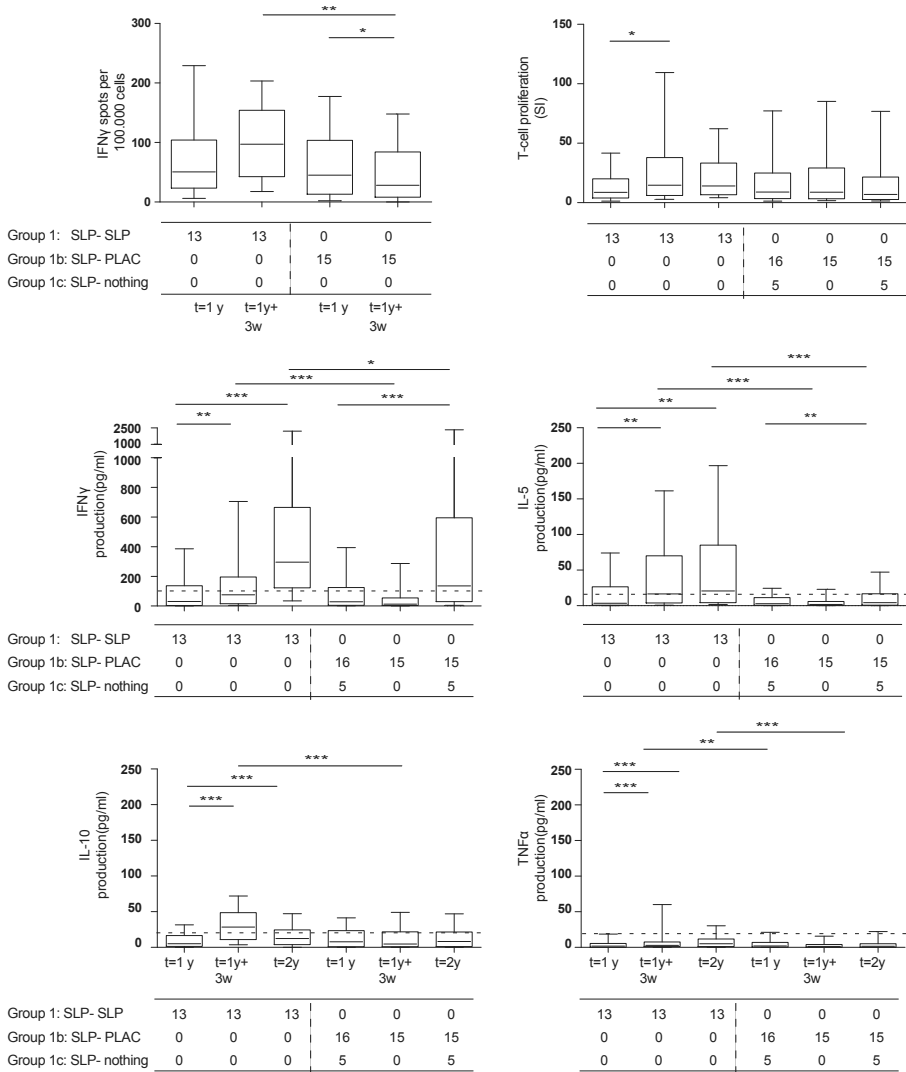 **
*
300
200
100
0
IFNγ spots per
100.000 cells
Group 1: SLP- SLP 13 13 0 0
Group 1b: SLP- PLAC 0 0 15 15
Group 1c: SLP- nothing 0 0 0 0
t=1 y t=1y+ t=1 y t=1y+
3w 3w
*
150
100
50
0
T-cell proliferation
(SI)
13 13 13 0 0 0
0 0 0 16 15 15
0 0 0 5 0 5
*
***
*** ***
**
2500
1000
1000
800
600
400
200
0
IFNγ
production(pg/ml)
Group 1: SLP- SLP 13 13 13 0 0 0
Group 1b: SLP- PLAC 0 0 0 16 15 15
Group 1c: SLP- nothing 0 0 0 5 0 5
***
***
**
** **
250
200
150
100
50
0
IL-5
production(pg/ml)
13 13 13 0 0 0
0 0 0 16 15 15
0 0 0 5 0 5
***
***
***
250
200
150
100
50
0
IL-10
production(pg/ml)
t=1 y t=1y+ t=2y t=1 y t=1y+ t=2y
3w 3w
Group 1: SLP- SLP 13 13 13 0 0 0
Group 1b: SLP- PLAC 0 0 0 16 15 15
Group 1c: SLP- nothing 0 0 0 5 0 5
***
**
***
***
250
200
150
100
50
0
TNFα
production(pg/ml)
t=1 y t=1y+ t=2y t=1 y t=1y+ t=2y
3w 3w
13 13 13 0 0 0
0 0 0 16 15 15
0 0 0 5 0 5